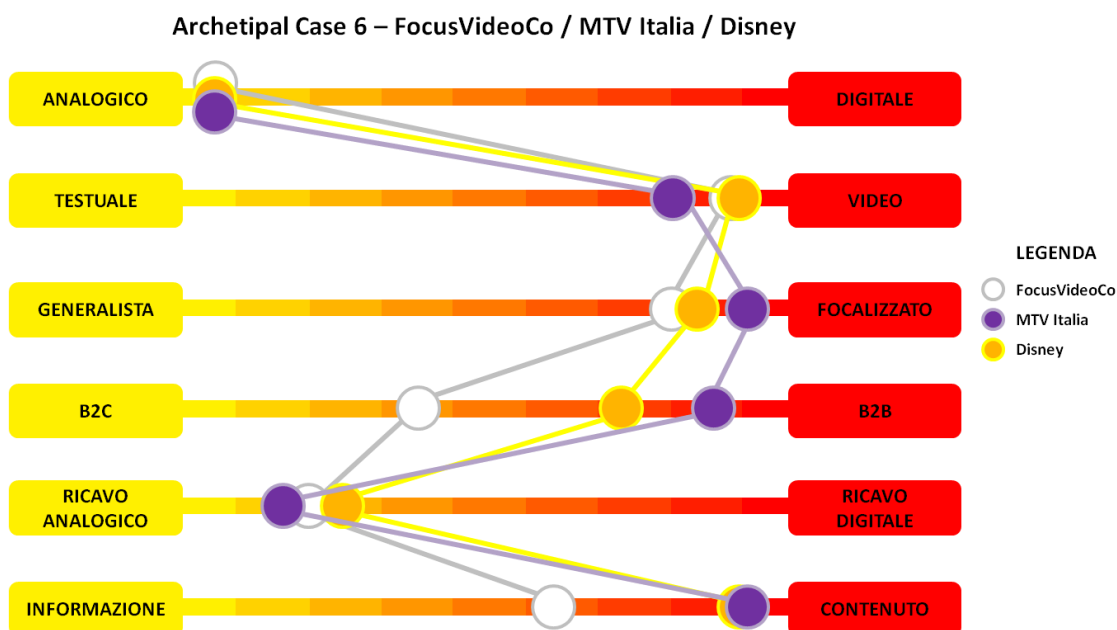 Archetipal Case 6 – FocusVideoCo / MTV Italia / Disney
ANALOGICO
DIGITALE
TESTUALE
VIDEO
GENERALISTA
FOCALIZZATO
B2C
B2B
RICAVO
ANALOGICO
RICAVO
DIGITALE
INFORMAZIONE
CONTENUTO
LEGENDA
FocusVideoCo
MTV Italia
Disney